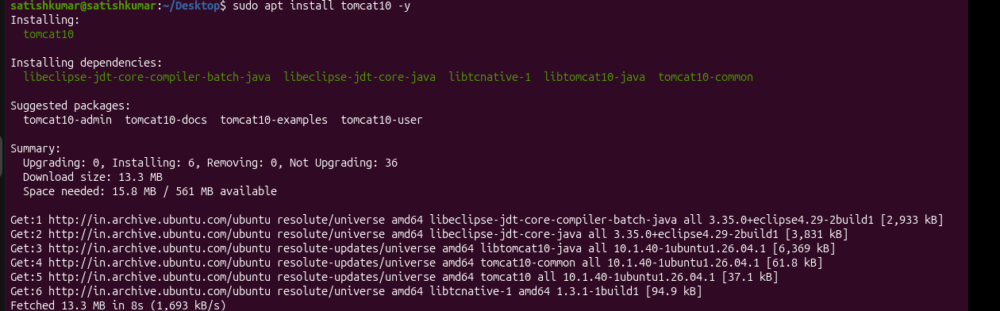 satishkumar@satishkumar:~/Desktop$ sudo apt install tomcat10 -y
Installing:
tomcat10
Installing dependencies:
libeclipse-jdt-core-compiler-batch-java libeclipse-jdt-core-java libtcnative-1 libtomcat10-java tomcat10-common
Suggested packages:
tomcat10-admin tomcat10-docs tomcat10-examples tomcat10-user
Summary:
Upgrading: 0, Installing: 6, Removing: 0, Not Upgrading: 36
Download size: 13.3 MB
Space needed: 15.8 MB / 561 MB available
Get:1 http://in.archive.ubuntu.com/ubuntu resolute/universe amd64 libeclipse-jdt-core-compiler-batch-java all 3.35.0+eclipse4.29-2build1 [2,933 kB]
Get:2 http://in.archive.ubuntu.com/ubuntu resolute/universe amd64 libeclipse-jdt-core-java all 3.35.0+eclipse4.29-2build1 [3,831 kB]
Get:3 http://in.archive.ubuntu.com/ubuntu resolute-updates/universe amd64 libtomcat10-java all 10.1.40-1ubuntu1.26.04.1 [6,369 kB]
Get:4 http://in.archive.ubuntu.com/ubuntu resolute-updates/universe amd64 tomcat10-common all 10.1.40-1ubuntu1.26.04.1 [61.8 kB]
Get:5 http://in.archive.ubuntu.com/ubuntu resolute-updates/universe amd64 tomcat10 all 10.1.40-1ubuntu1.26.04.1 [37.1 kB]
Get:6 http://in.archive.ubuntu.com/ubuntu resolute/universe amd64 libtcnative-1 amd64 1.3.1-1build1 [94.9 kB]
Fetched 13.3 MB in 8s (1,693 kB/s)